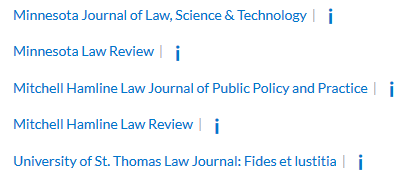 Minnesota Journal of Law, Science & Technology | i
Minnesota Law Review | i
Mitchell Hamline Law Journal of Public Policy and Practice | i
Mitchell Hamline Law Review | i
University of St. Thomas Law Journal: Fides et Iustitia | i